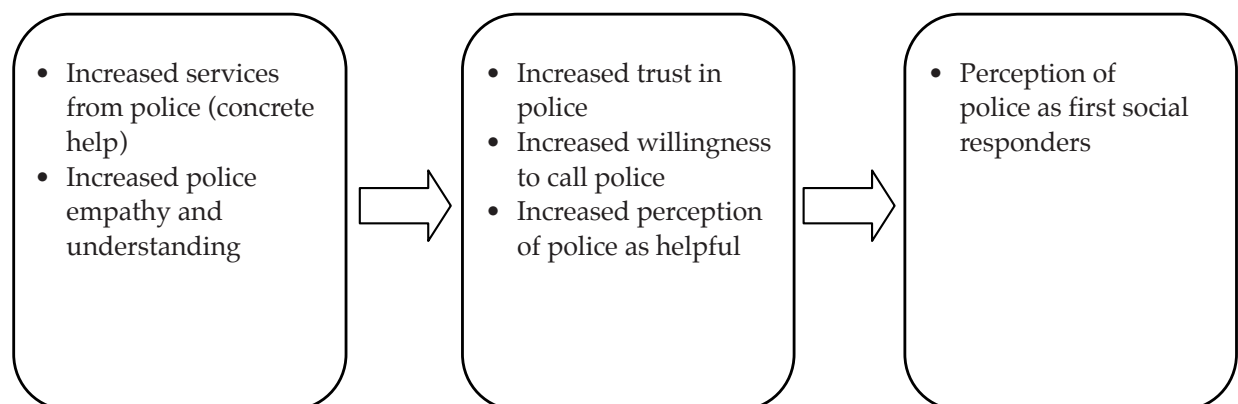 • Increased services
from police (concrete
help)
• Increased police
empathy and
understanding
• Increased trust in
police
• Increased willingness
to call police
• Increased perception
of police as helpful
• Perception of
police as first social
responders